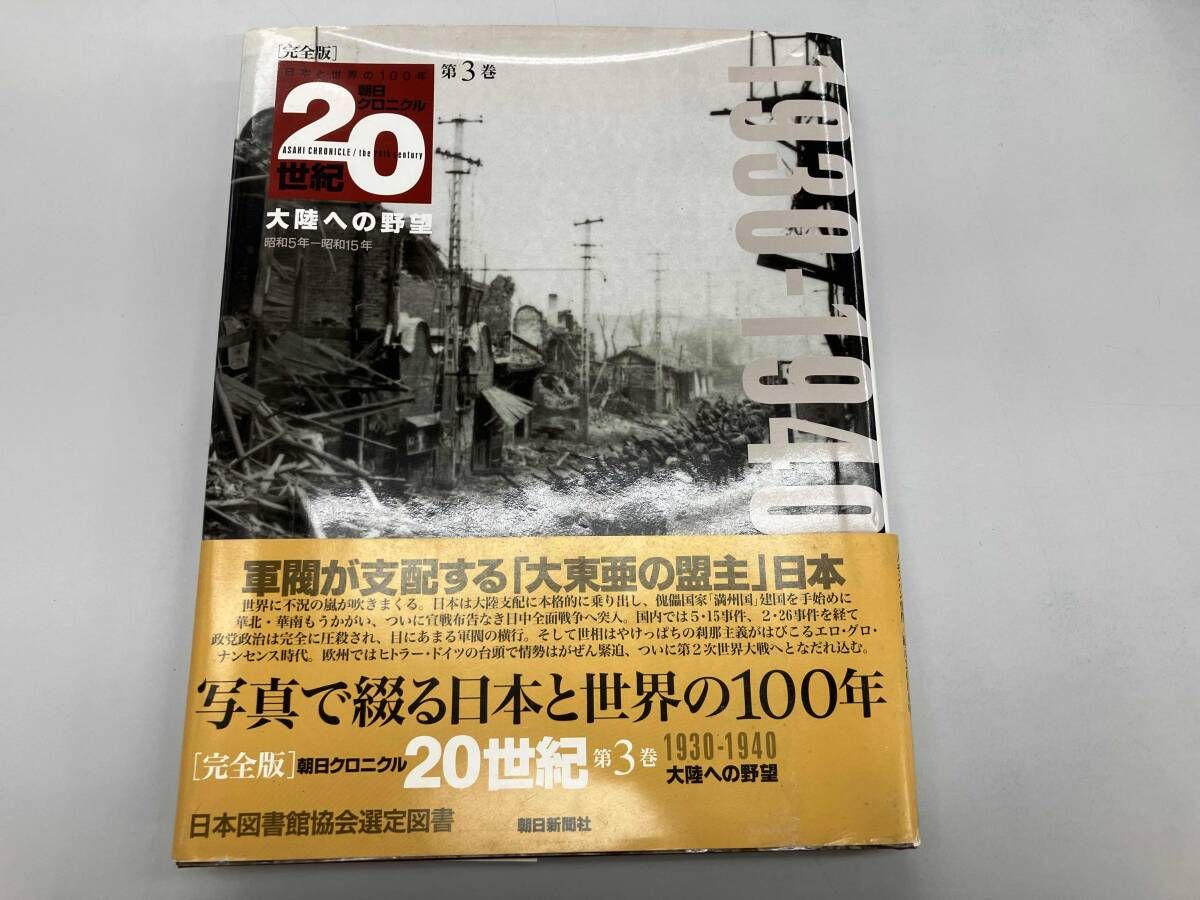 [完全版]
日本と世界の100年
第3巻
朝日
クロニクル
20
ASAHI CHRONICLE / the 20th century
世紀
大陸への野望
昭和5年―昭和15年
1930-1940
軍閥が支配する「大東亜の盟主」日本
世界に不況の嵐が吹きまくる。日本は大陸支配に本格的に乗り出し、傀儡国家「満州国」建国を手始めに
華北・華南もうかがい、ついに宣戦布告なき日中全面戦争へ突入。国内では5・15事件、2・26事件を経て
政党政治は完全に圧殺され、目にあまる軍閥の横行。そして世相はやけっぱちの刹那主義がはびこるエロ・グロ・
ナンセンス時代。欧州ではヒトラー・ドイツの台頭で情勢はがぜん緊迫、ついに第2次世界大戦へとなだれ込む。
写真で綴る日本と世界の100年
[完全版]朝日クロニクル20世紀 第3巻 1930-1940
大陸への野望
日本図書館協会選定図書
朝日新聞社